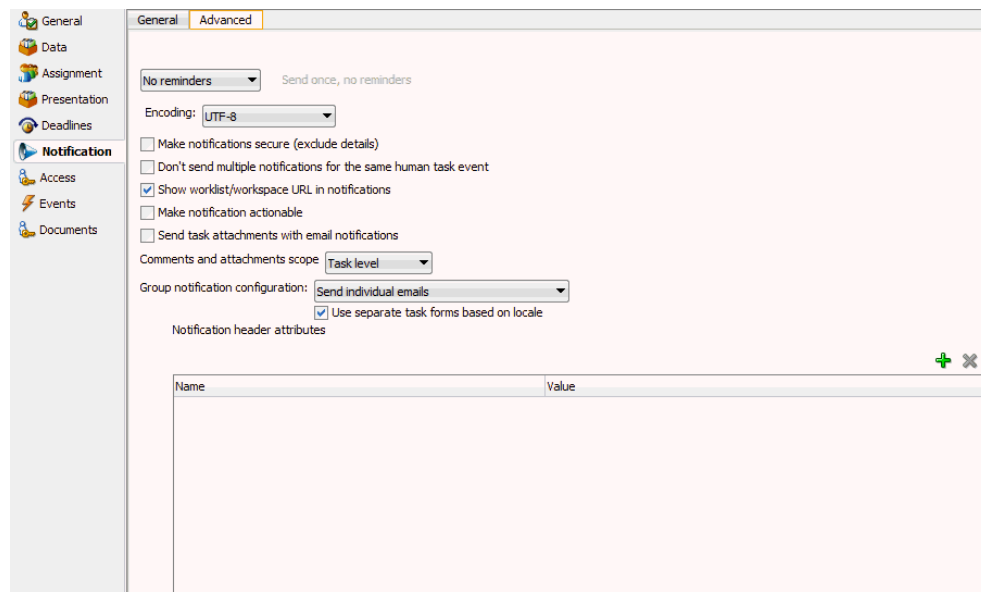 General
Data
Assignment
Presentation
Deadlines
Notification
Access
Events
Documents
General Advanced
No reminders Send once, no reminders
Encoding: UTF-8
Make notifications secure (exclude details)
Don't send multiple notifications for the same human task event
Show worklist/workspace URL in notifications
Make notification actionable
Send task attachments with email notifications
Comments and attachments scope Task level
Group notification configuration: Send individual emails
Use separate task forms based on locale
Notification header attributes
Name Value